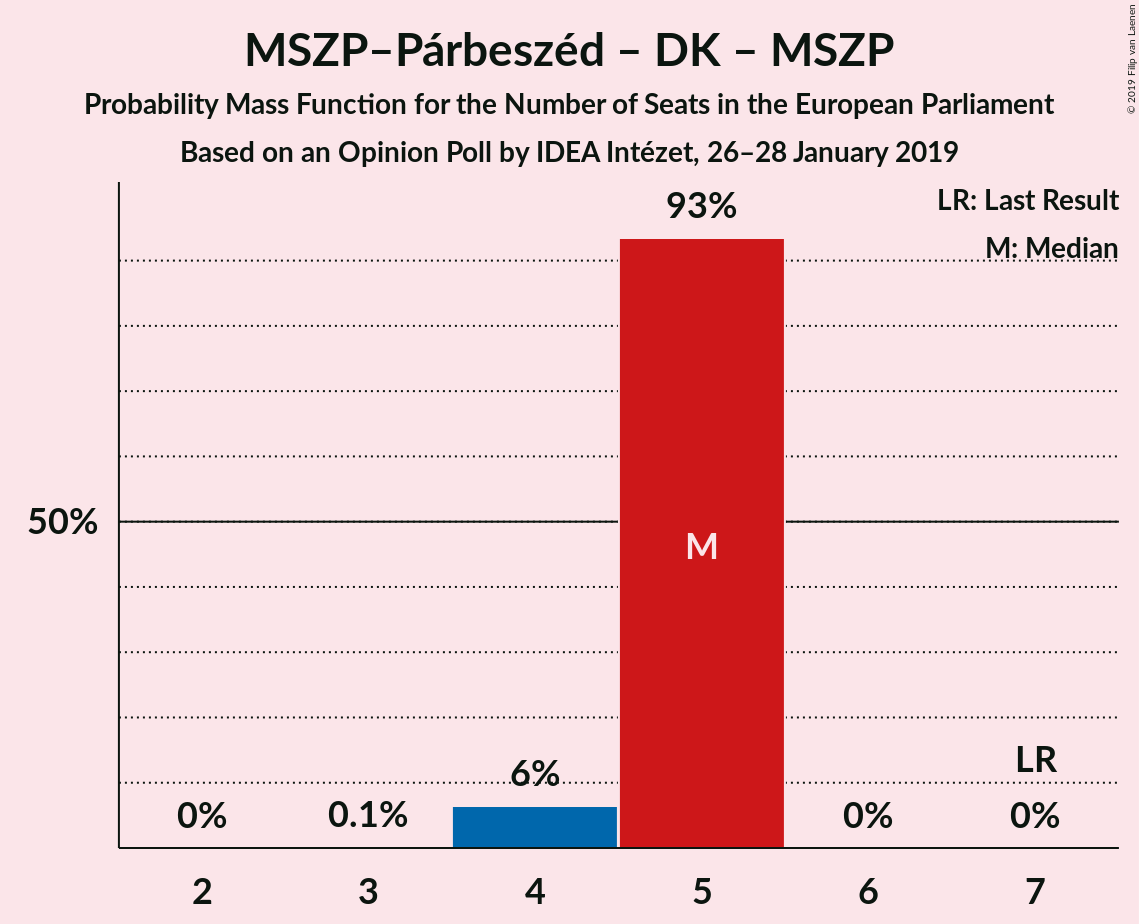 MSZP–Párbeszéd – DK – MSZP
Probability Mass Function for the Number of Seats in the European Parliament
Based on an Opinion Poll by IDEA Intézet, 26–28 January 2019
© 2019 Filip van Laenen
LR: Last Result
M: Median
93%
50%
M
LR
6%
0%
0.1%
0%
0%
2
3
4
5
6
7